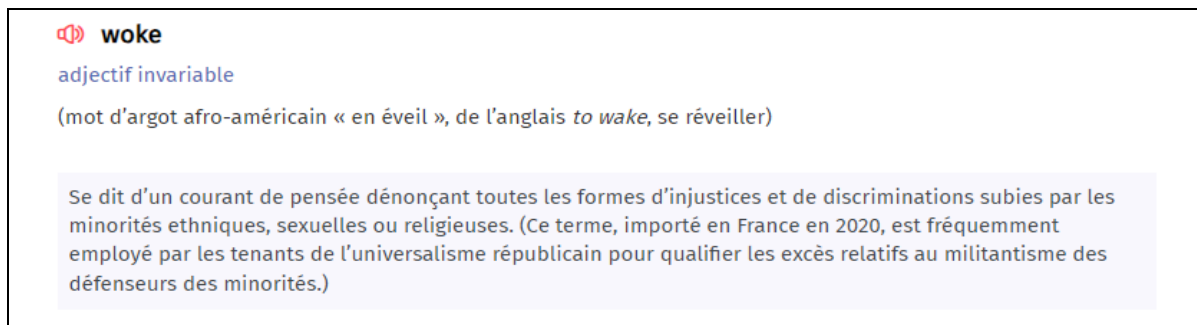 woke
adjectif invariable
(mot d’argot afro-américain « en éveil », de l’anglais to wake, se réveiller)
Se dit d’un courant de pensée dénonçant toutes les formes d’injustices et de discriminations subies par les
minorités ethniques, sexuelles ou religieuses. (Ce terme, importé en France en 2020, est fréquemment
employé par les tenants de l’universalisme républicain pour qualifier les excès relatifs au militantisme des
défenseurs des minorités.)